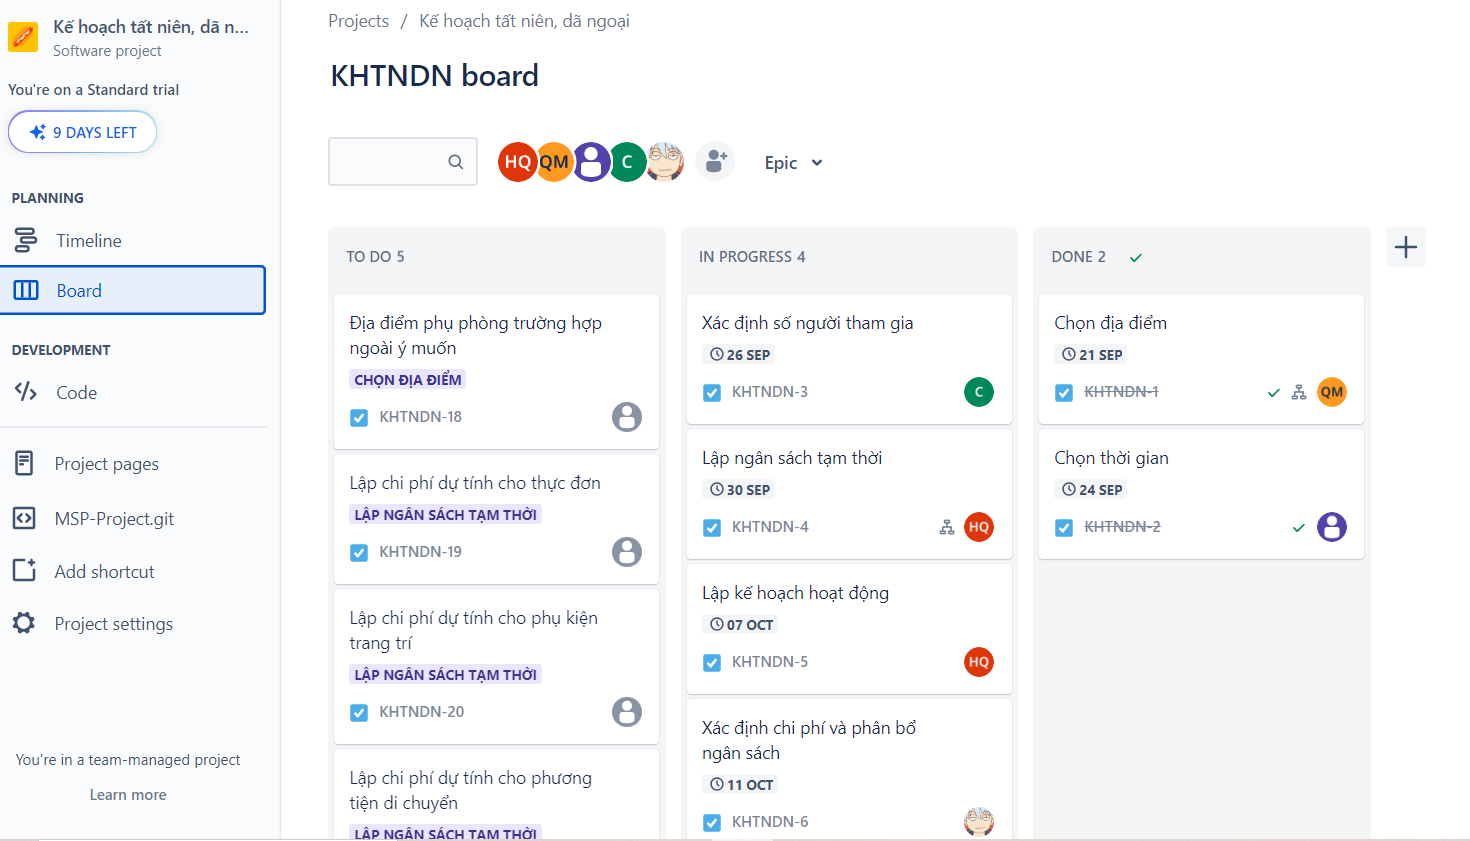 Kế hoạch tất niên, dã n...
Software project
You're on a Standard trial
9 DAYS LEFT
PLANNING
Timeline
Board
DEVELOPMENT
Code
Project pages
MSP-Project.git
Add shortcut
Project settings
You're in a team-managed project
Learn more
Projects / Kế hoạch tất niên, dã ngoại
KHTNDN board
HQ QM C
Epic
TO DO 5
Địa điểm phụ phòng trường hợp
ngoài ý muốn
CHỌN ĐỊA ĐIỂM
KHTNDN-18
Lập chi phí dự tính cho thực đơn
LẬP NGÂN SÁCH TẠM THỜI
KHTNDN-19
Lập chi phí dự tính cho phụ kiện
trang trí
LẬP NGÂN SÁCH TẠM THỜI
KHTNDN-20
Lập chi phí dự tính cho phương
tiện di chuyển
LẬP NGÂN SÁCH TẠM THỜI
IN PROGRESS 4
Xác định số người tham gia
26 SEP
KHTNDN-3 C
Lập ngân sách tạm thời
30 SEP
KHTNDN-4 HQ
Lập kế hoạch hoạt động
07 OCT
KHTNDN-5 HQ
Xác định chi phí và phân bổ
ngân sách
11 OCT
KHTNDN-6
DONE 2
Chọn địa điểm
21 SEP
KHTNDN-1 QM
Chọn thời gian
24 SEP
KHTNDN-2